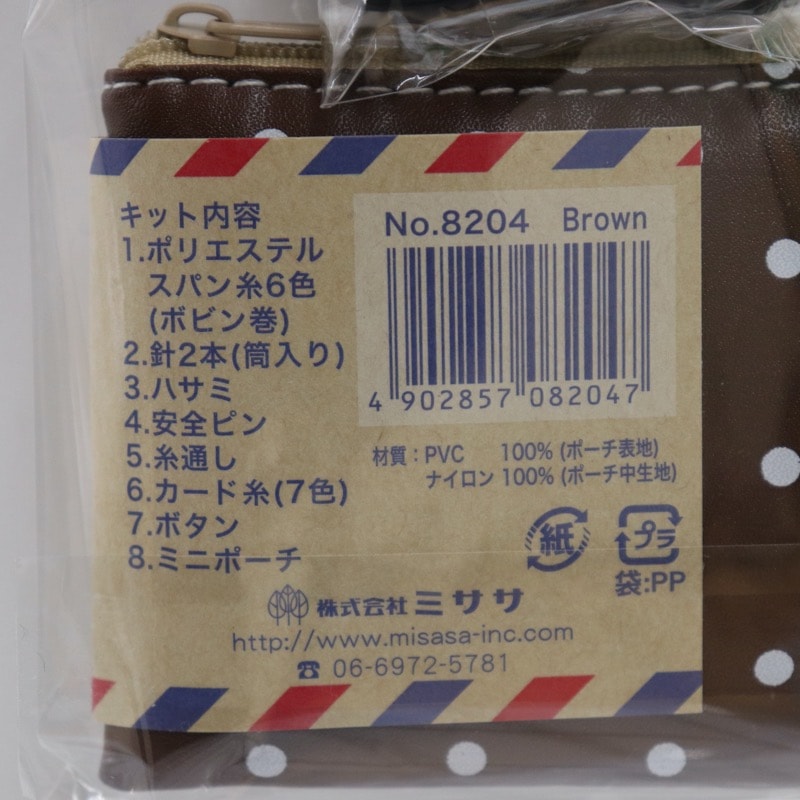 キット内容
1.ポリエステル
スパン糸6色
(ボビン巻)
2.針2本(筒入り)
3.ハサミ
4.安全ピン
5.糸通し
6.カード糸(7色)
7.ボタン
8.ミニポーチ
No.8204 Brown
4 902857 082047
材質：PVC 100% (ポーチ表地)
ナイロン 100% (ポーチ中生地)
紙
プラ
袋:PP
株式会社 ミササ
http://www.misasa-inc.com
☎ 06-6972-5781